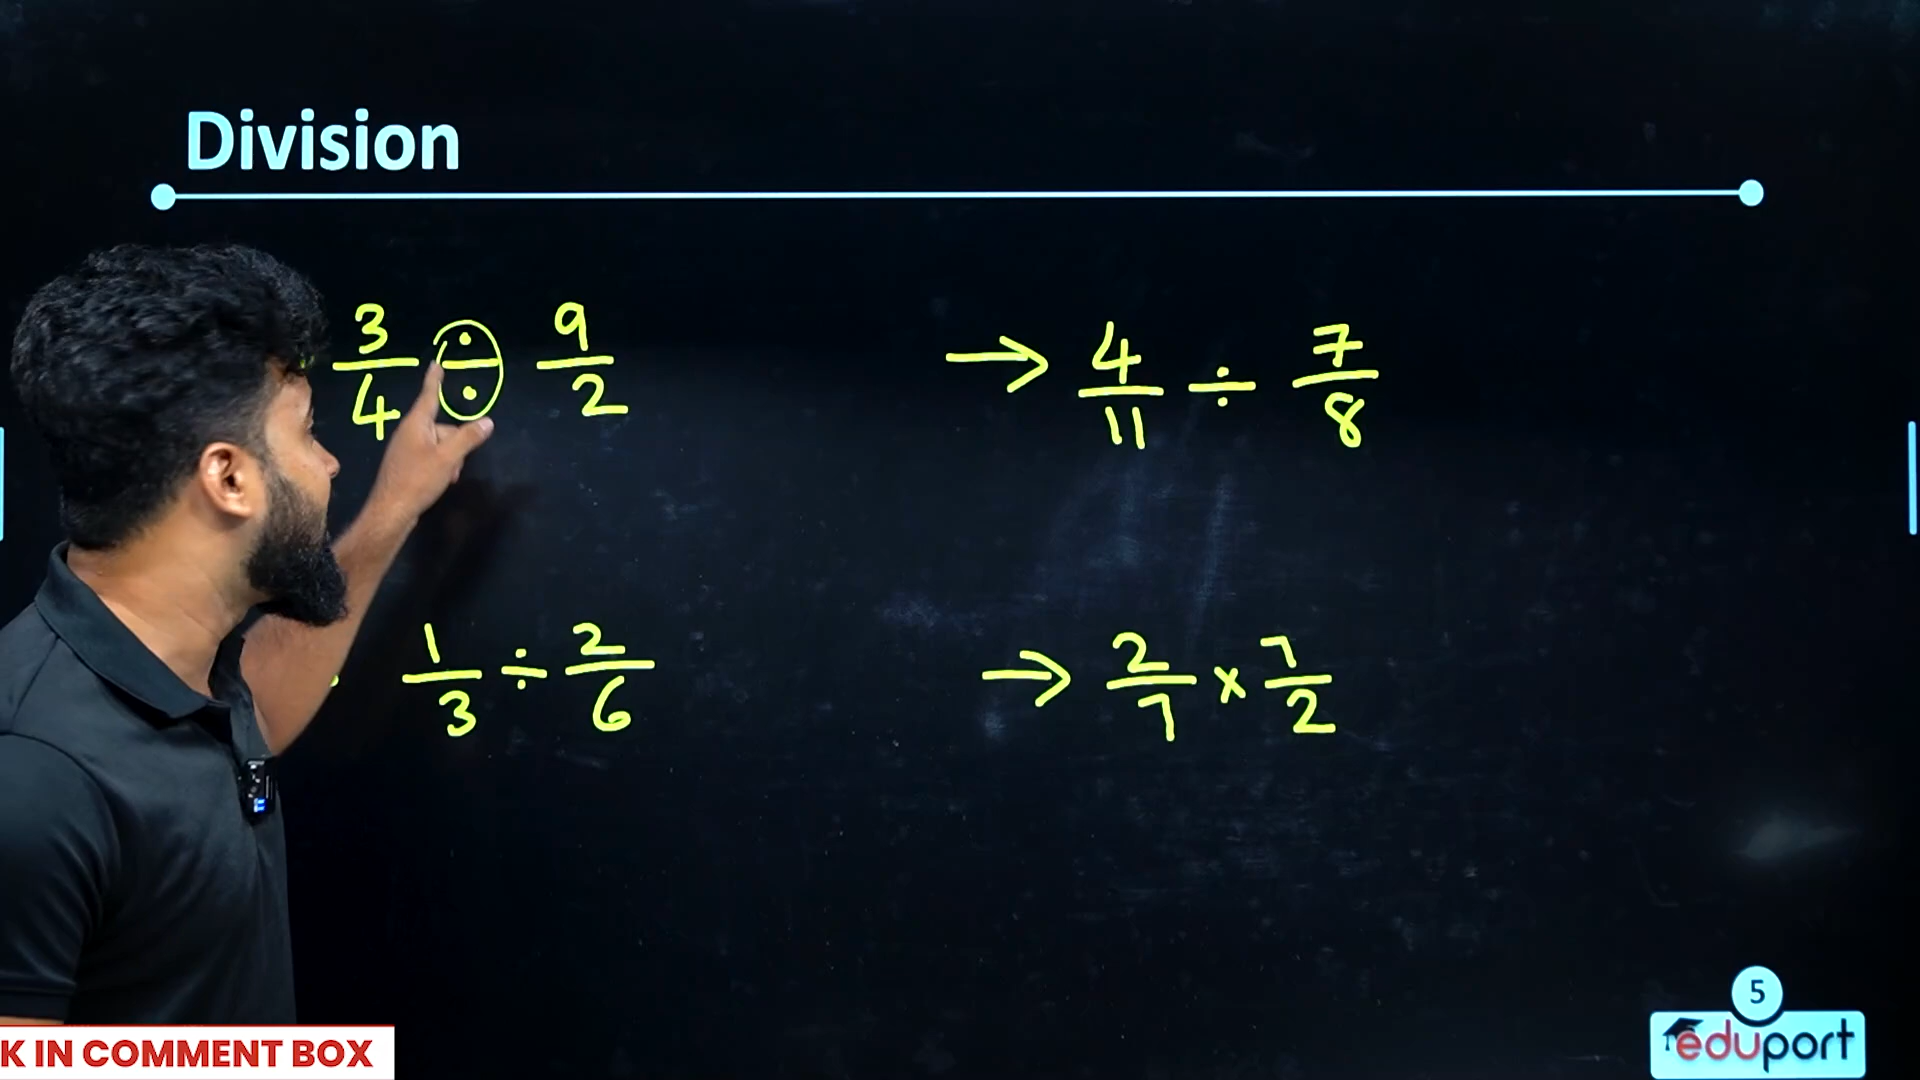 Division
3/4 ÷ 9/2
→ 4/11 ÷ 7/8
1/3 ÷ 2/6
→ 2/7 × 7/2
5
eduport
K IN COMMENT BOX